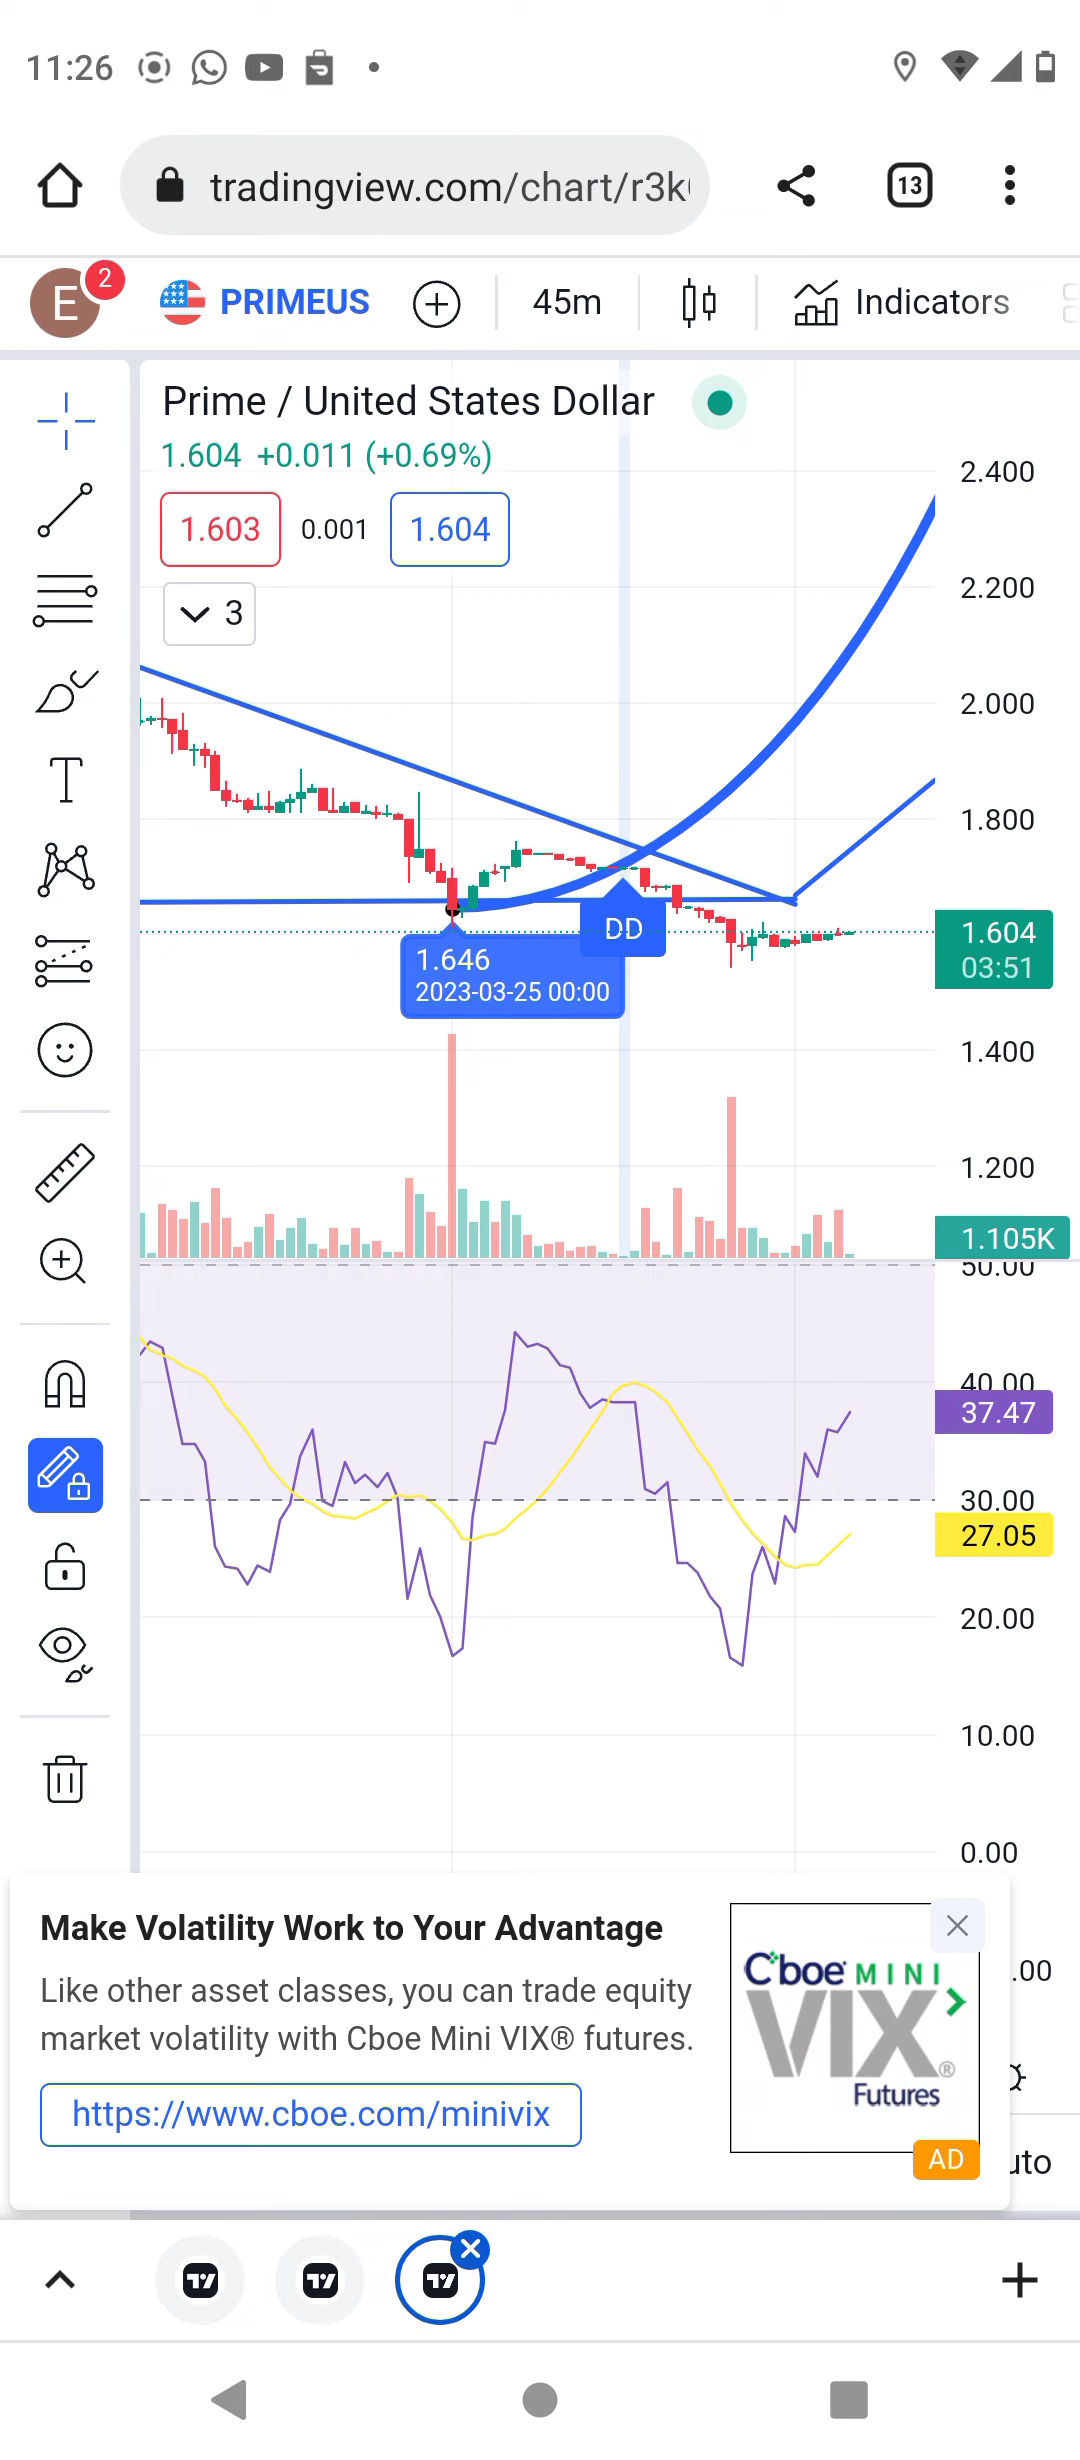 11:26
tradingview.com/chart/r3k
13
E
2
PRIMEUS
45m
Indicators
Prime / United States Dollar
1.604 +0.011 (+0.69%)
1.603
0.001
1.604
3
2.400
2.200
2.000
1.800
DD
1.646
2023-03-25 00:00
1.604
03:51
1.400
1.200
1.105K
50.00
40.00
37.47
30.00
27.05
20.00
10.00
0.00
Make Volatility Work to Your Advantage
Like other asset classes, you can trade equity
market volatility with Cboe Mini VIX® futures.
https://www.cboe.com/minivix
Cboe MINI
VIX®
Futures
AD
.00
uto